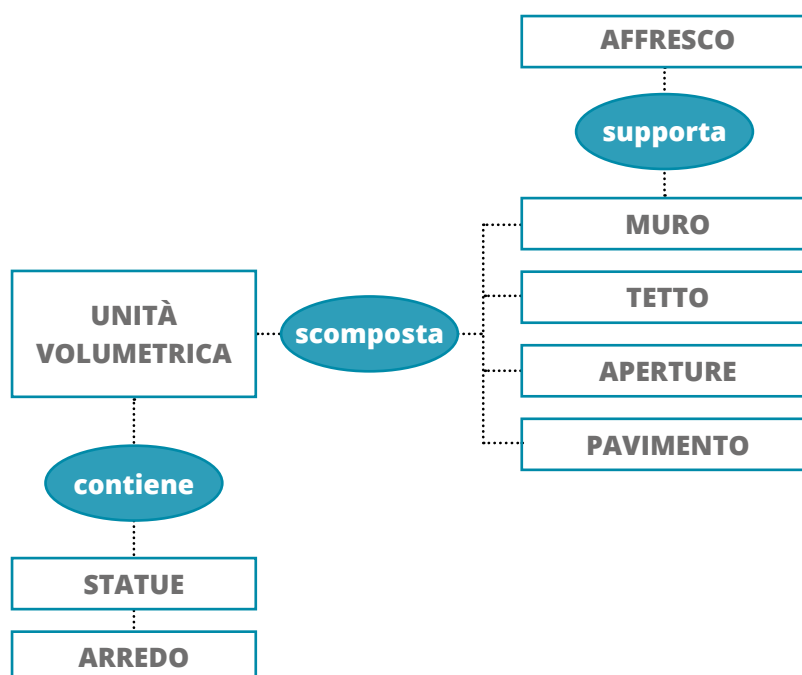 AFFRESCO
supporta
MURO
TETTO
UNITÀ
VOLUMETRICA
scomposta
APERTURE
PAVIMENTO
contiene
STATUE
ARREDO